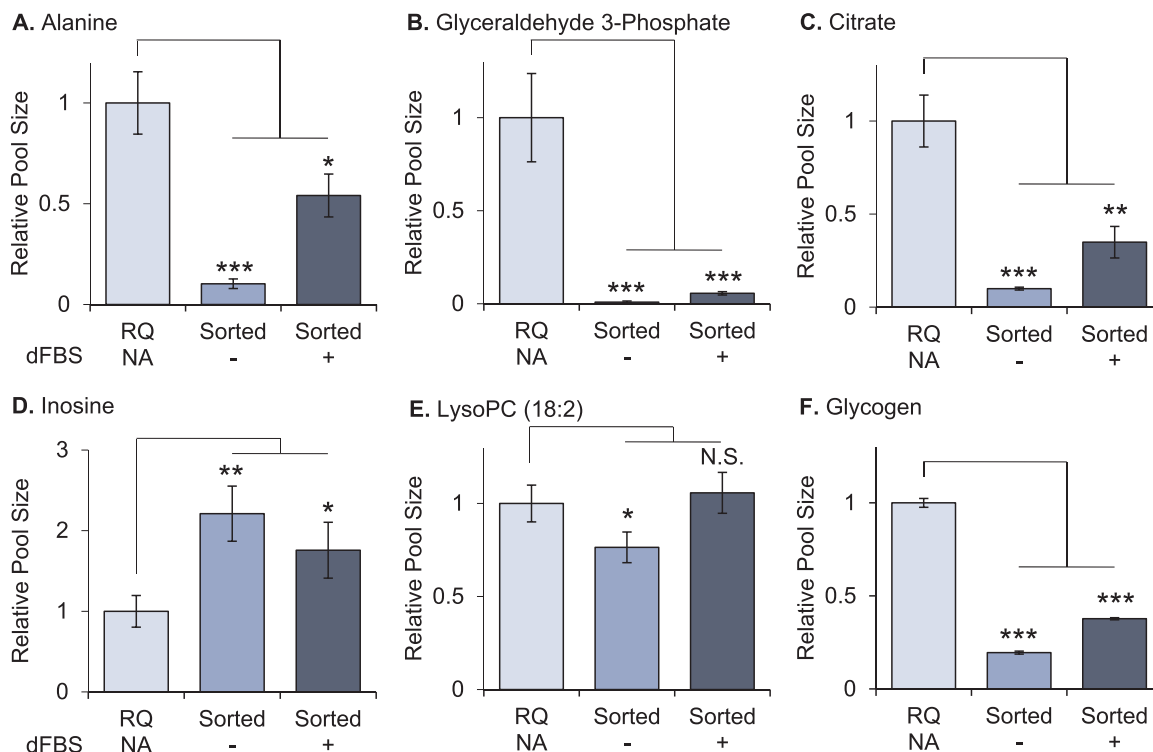 A. Alanine
Relative Pool Size
1
0.5
0
*
***
RQ Sorted Sorted
dFBS NA - +
B. Glyceraldehyde 3-Phosphate
Relative Pool Size
1
0.5
0
*** ***
RQ Sorted Sorted
NA - +
C. Citrate
Relative Pool Size
1
0.5
0
**
***
RQ Sorted Sorted
NA - +
D. Inosine
Relative Pool Size
3
2
1
0
**
*
RQ Sorted Sorted
dFBS NA - +
E. LysoPC (18:2)
Relative Pool Size
1
0.5
0
N.S.
*
RQ Sorted Sorted
NA - +
F. Glycogen
Relative Pool Size
1
0.5
0
***
***
RQ Sorted Sorted
NA - +